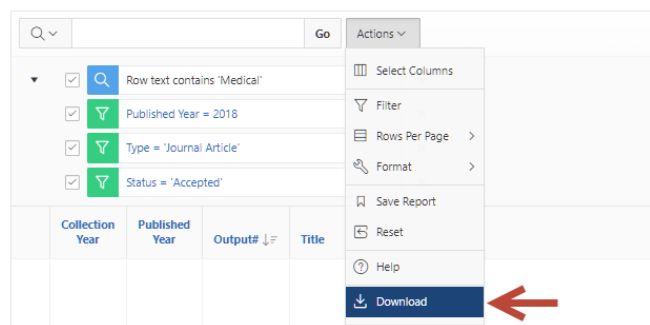 Go
Actions
Select Columns
Row text contains 'Medical'
Filter
Published Year = 2018
Rows Per Page
Type = 'Journal Article'
Format
Status = 'Accepted'
Save Report
Reset
Collection Year
Published Year
Output#
Title
Help
Download